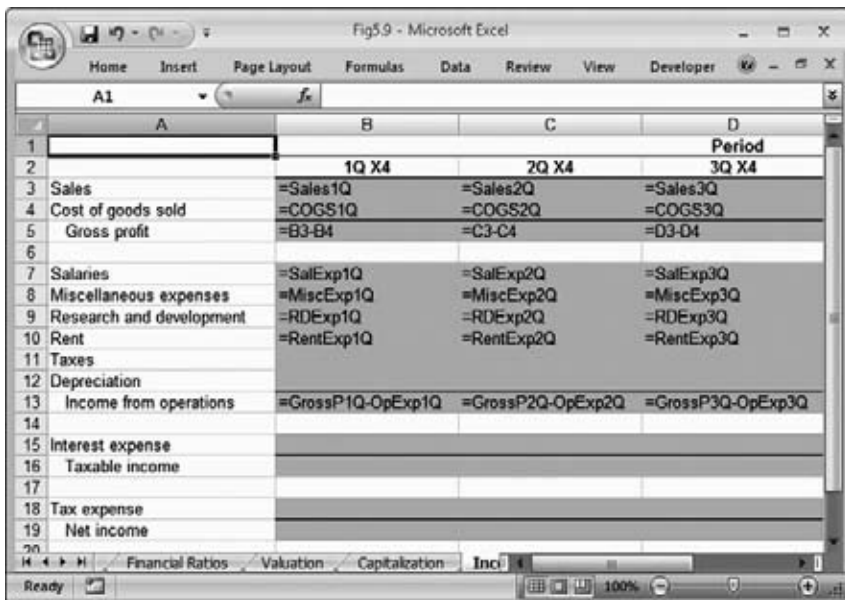 Fig5.9 - Microsoft Excel
Home Insert Page Layout Formulas Data Review View Developer
A1 fx
A B C D
1 Period
2 1Q X4 2Q X4 3Q X4
3 Sales =Sales1Q =Sales2Q =Sales3Q
4 Cost of goods sold =COGS1Q =COGS2Q =COGS3Q
5 Gross profit =B3-B4 =C3-C4 =D3-D4
6
7 Salaries =SalExp1Q =SalExp2Q =SalExp3Q
8 Miscellaneous expenses =MiscExp1Q =MiscExp2Q =MiscExp3Q
9 Research and development =RDExp1Q =RDExp2Q =RDExp3Q
10 Rent =RentExp1Q =RentExp2Q =RentExp3Q
11 Taxes
12 Depreciation
13 Income from operations =GrossP1Q-OpExp1Q =GrossP2Q-OpExp2Q =GrossP3Q-OpExp3Q
14
15 Interest expense
16 Taxable income
17
18 Tax expense
19 Net income
20
Financial Ratios Valuation Capitalization Inc
Ready 100%